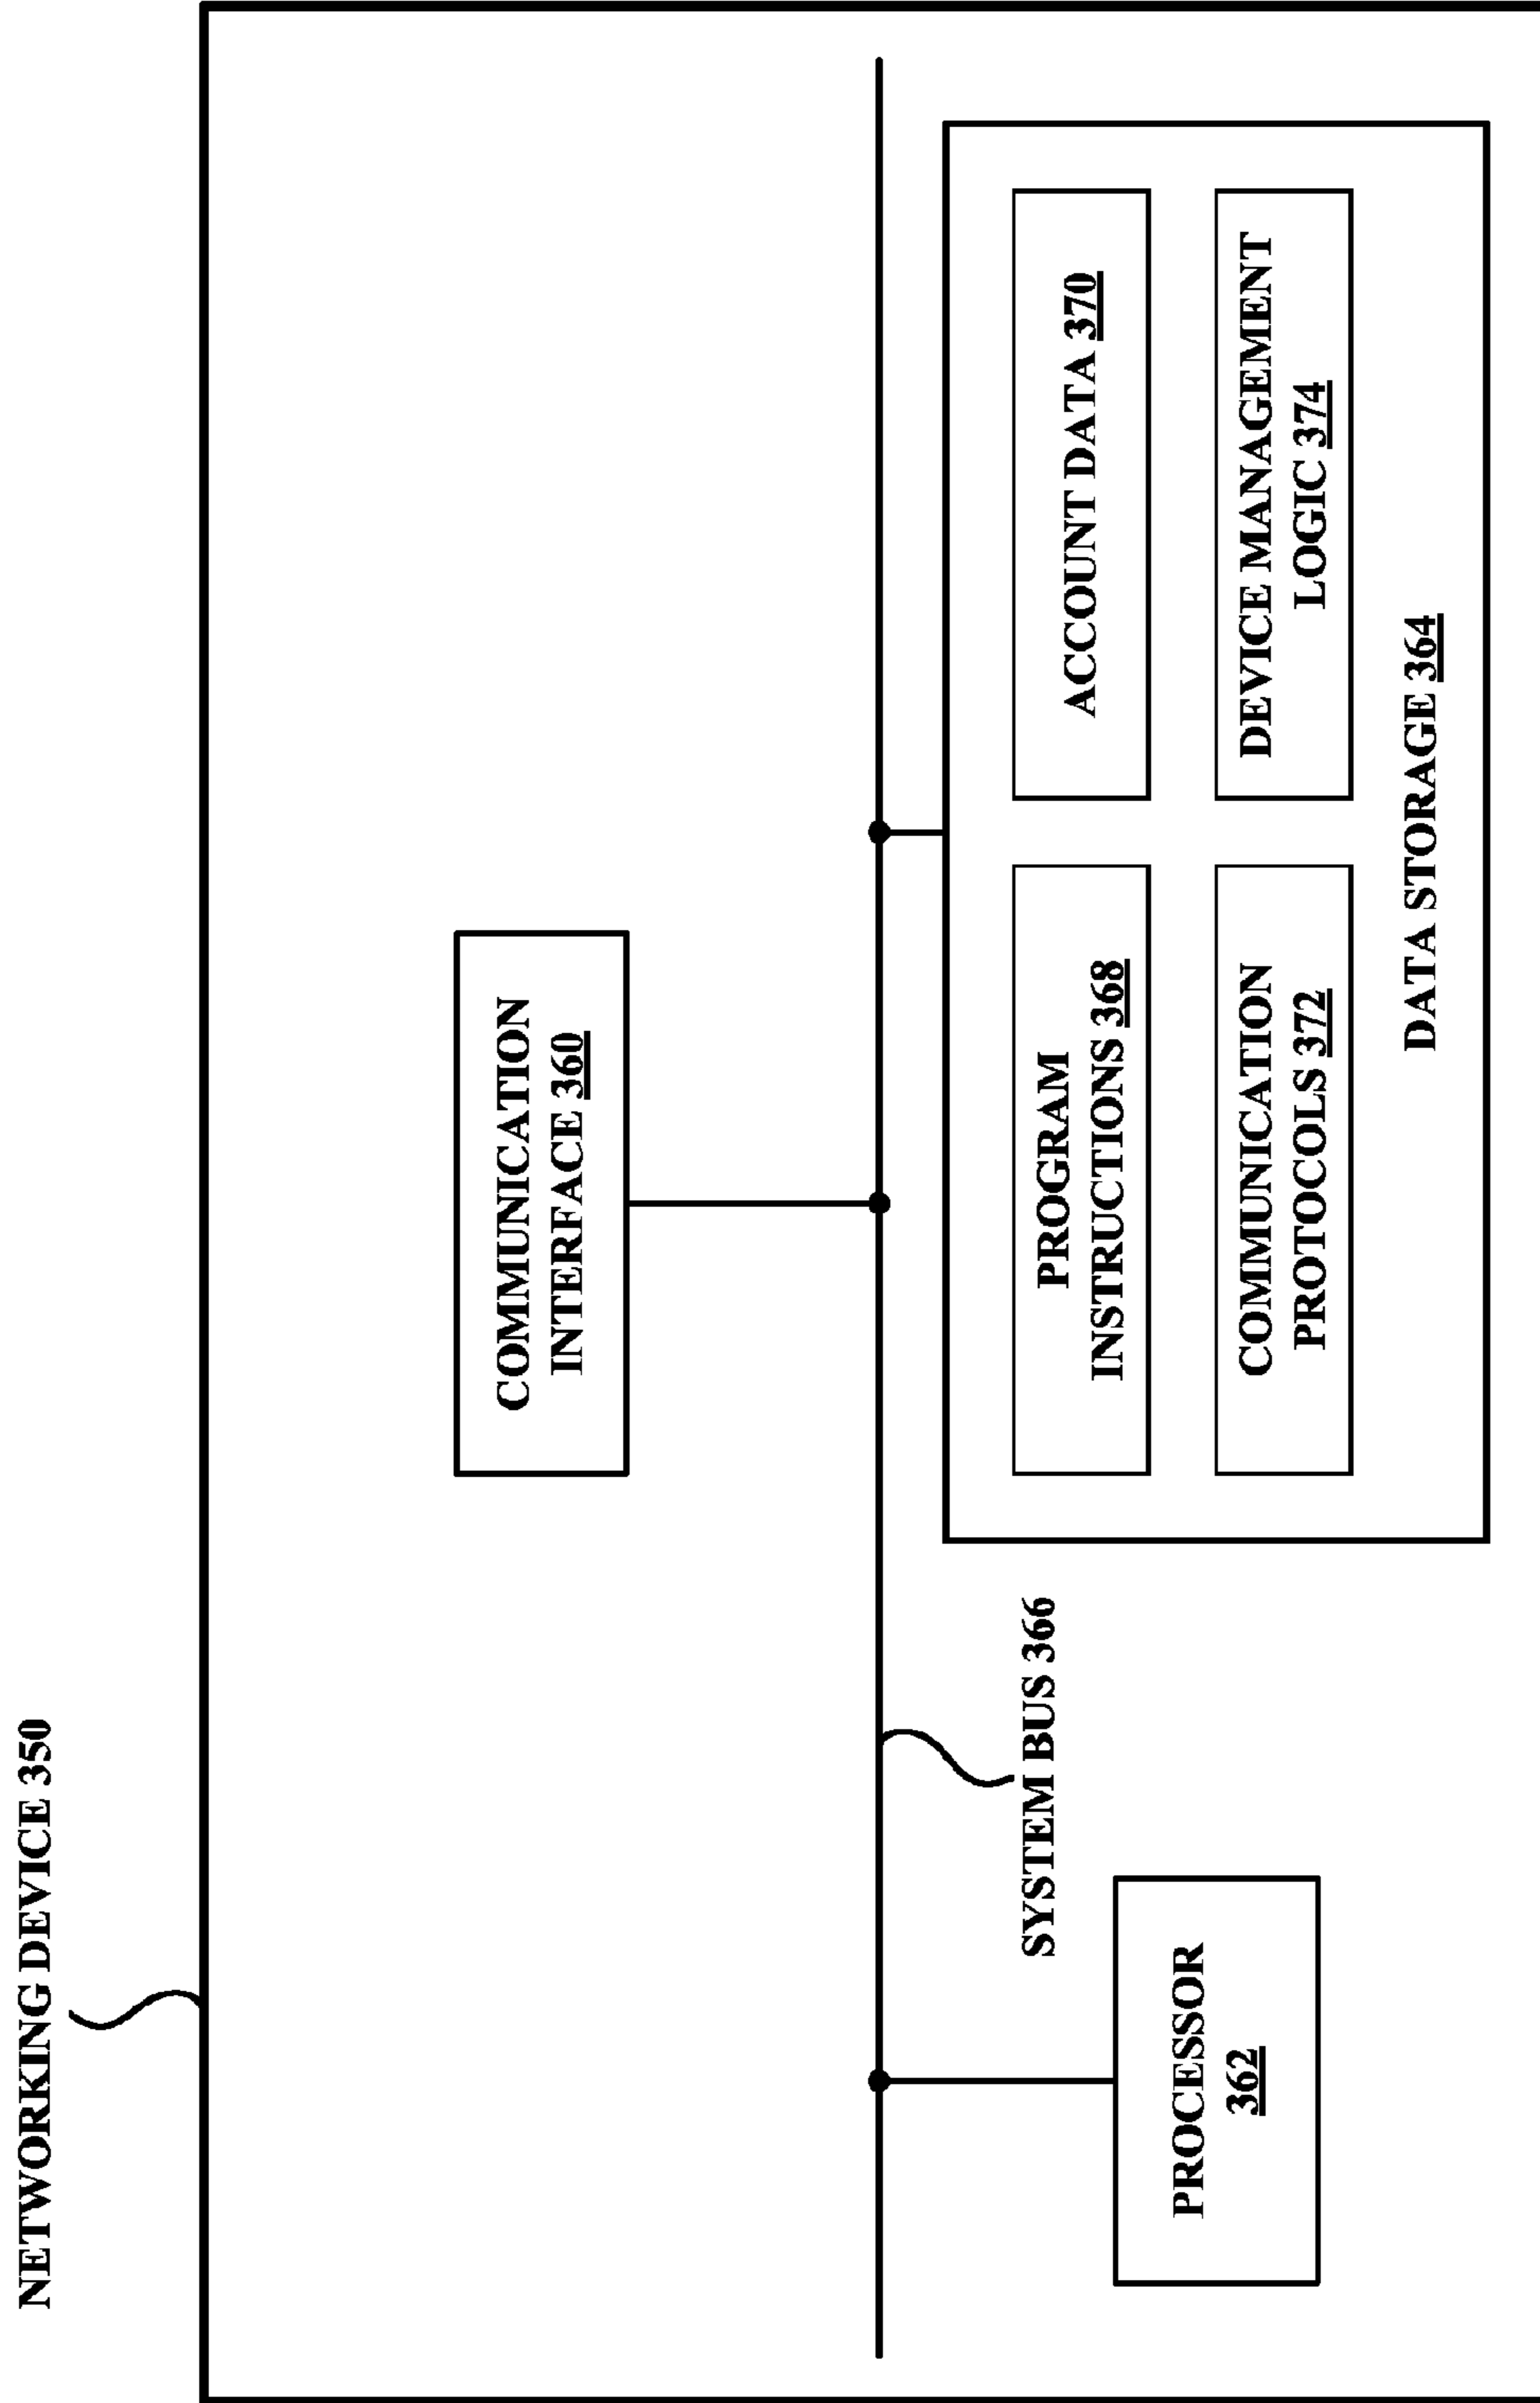 NETWORKING DEVICE 350
COMMUNICATION
INTERFACE 360
SYSTEM BUS 366
PROCESSOR
362
PROGRAM
INSTRUCTIONS 368
ACCOUNT DATA 370
COMMUNICATION
PROTOCOLS 372
DEVICE MANAGEMENT
LOGIC 374
DATA STORAGE 364